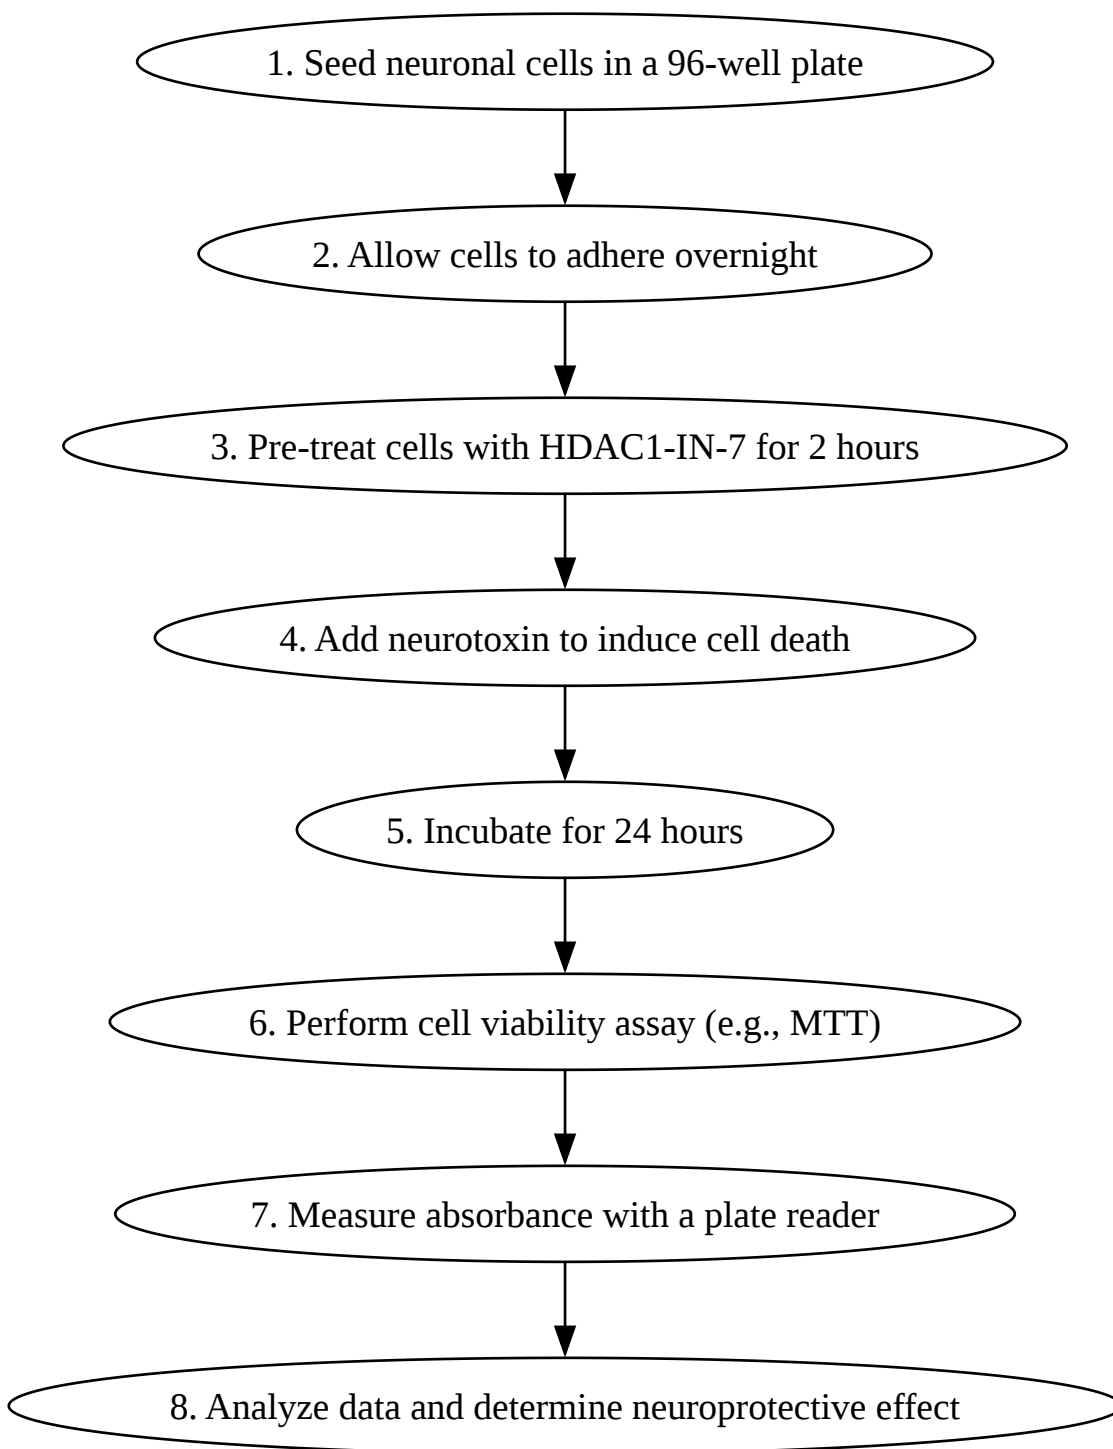 1. Seed neuronal cells in a 96-well plate
2. Allow cells to adhere overnight
3. Pre-treat cells with HDAC1-IN-7 for 2 hours
4. Add neurotoxin to induce cell death
5. Incubate for 24 hours
6. Perform cell viability assay (e.g., MTT)
7. Measure absorbance with a plate reader
8. Analyze data and determine neuroprotective effect